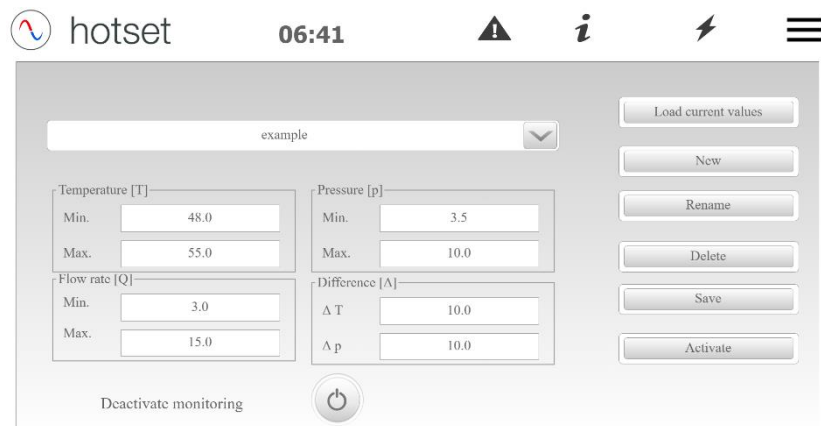 hotset
06:41
example
Load current values
New
Rename
Delete
Save
Activate
Temperature [T]
Min. 48.0
Max. 55.0
Pressure [p]
Min. 3.5
Max. 10.0
Flow rate [Q]
Min. 3.0
Max. 15.0
Difference [Λ]
Δ T 10.0
Λ p 10.0
Deactivate monitoring